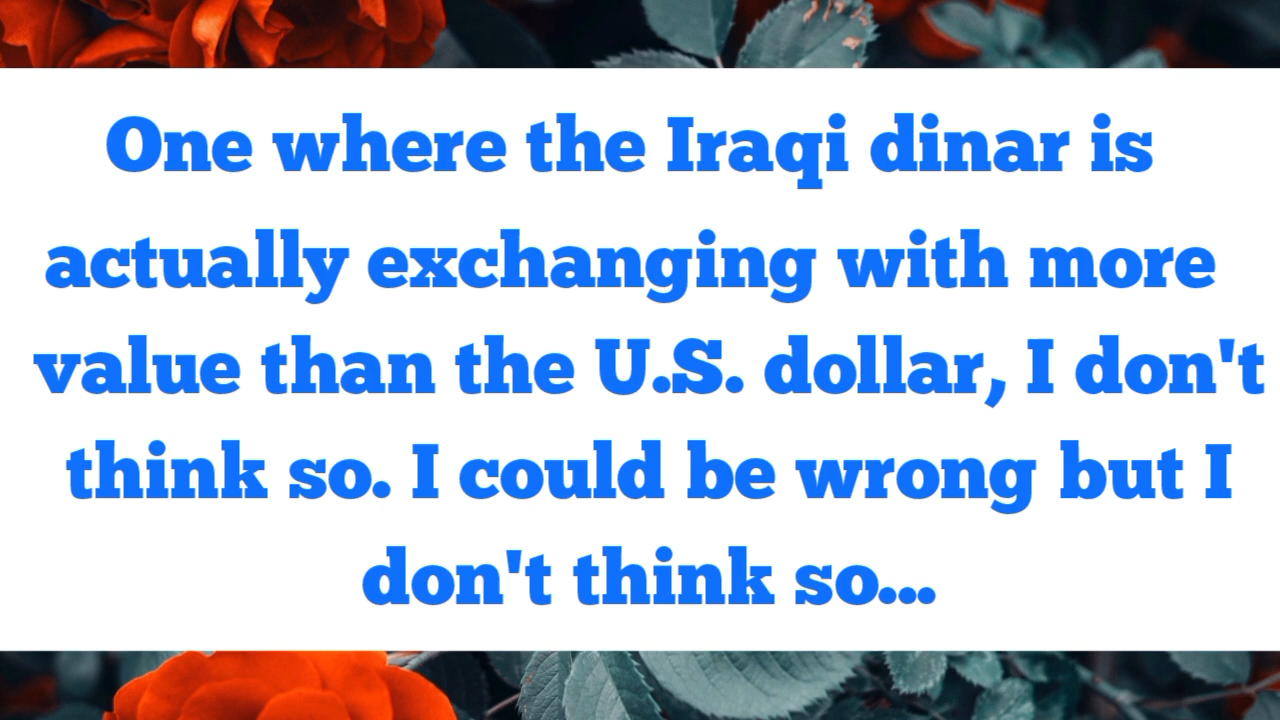 One where the Iraqi dinar is
actually exchanging with more
value than the U.S. dollar, I don't
think so. I could be wrong but I
don't think so...